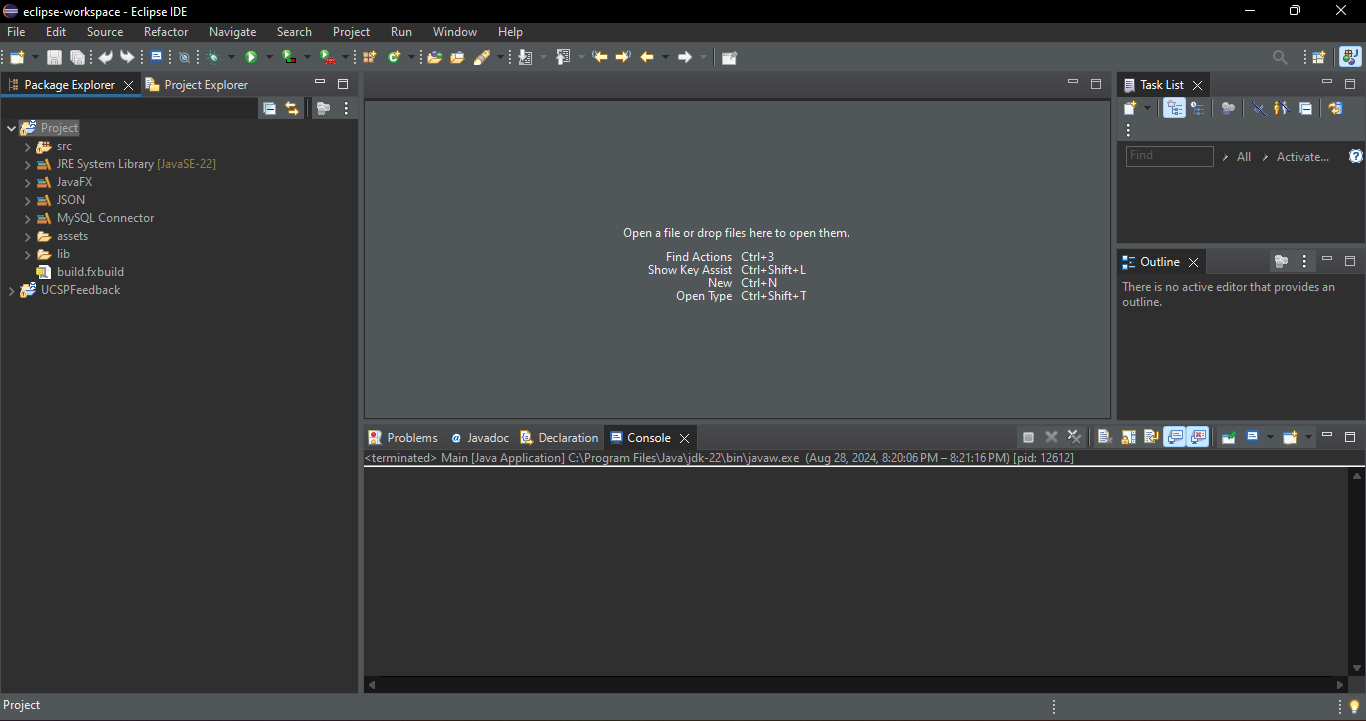 eclipse-workspace - Eclipse IDE
File Edit Source Refactor Navigate Search Project Run Window Help
Package Explorer
Project Explorer
Project
src
JRE System Library [JavaSE-22]
JavaFX
JSON
MySQL Connector
assets
lib
build.fxbuild
UCSPFeedback
Open a file or drop files here to open them.
Find Actions Ctrl+3
Show Key Assist Ctrl+Shift+L
New Ctrl+N
Open Type Ctrl+Shift+T
Task List
Find All Activate...
Outline
There is no active editor that provides an
outline.
Problems Javadoc Declaration Console
<terminated> Main [Java Application] C:\Program Files\Java\jdk-22\bin\javaw.exe (Aug 28, 2024, 8:20:06 PM – 8:21:16 PM) [pid: 12612]
Project